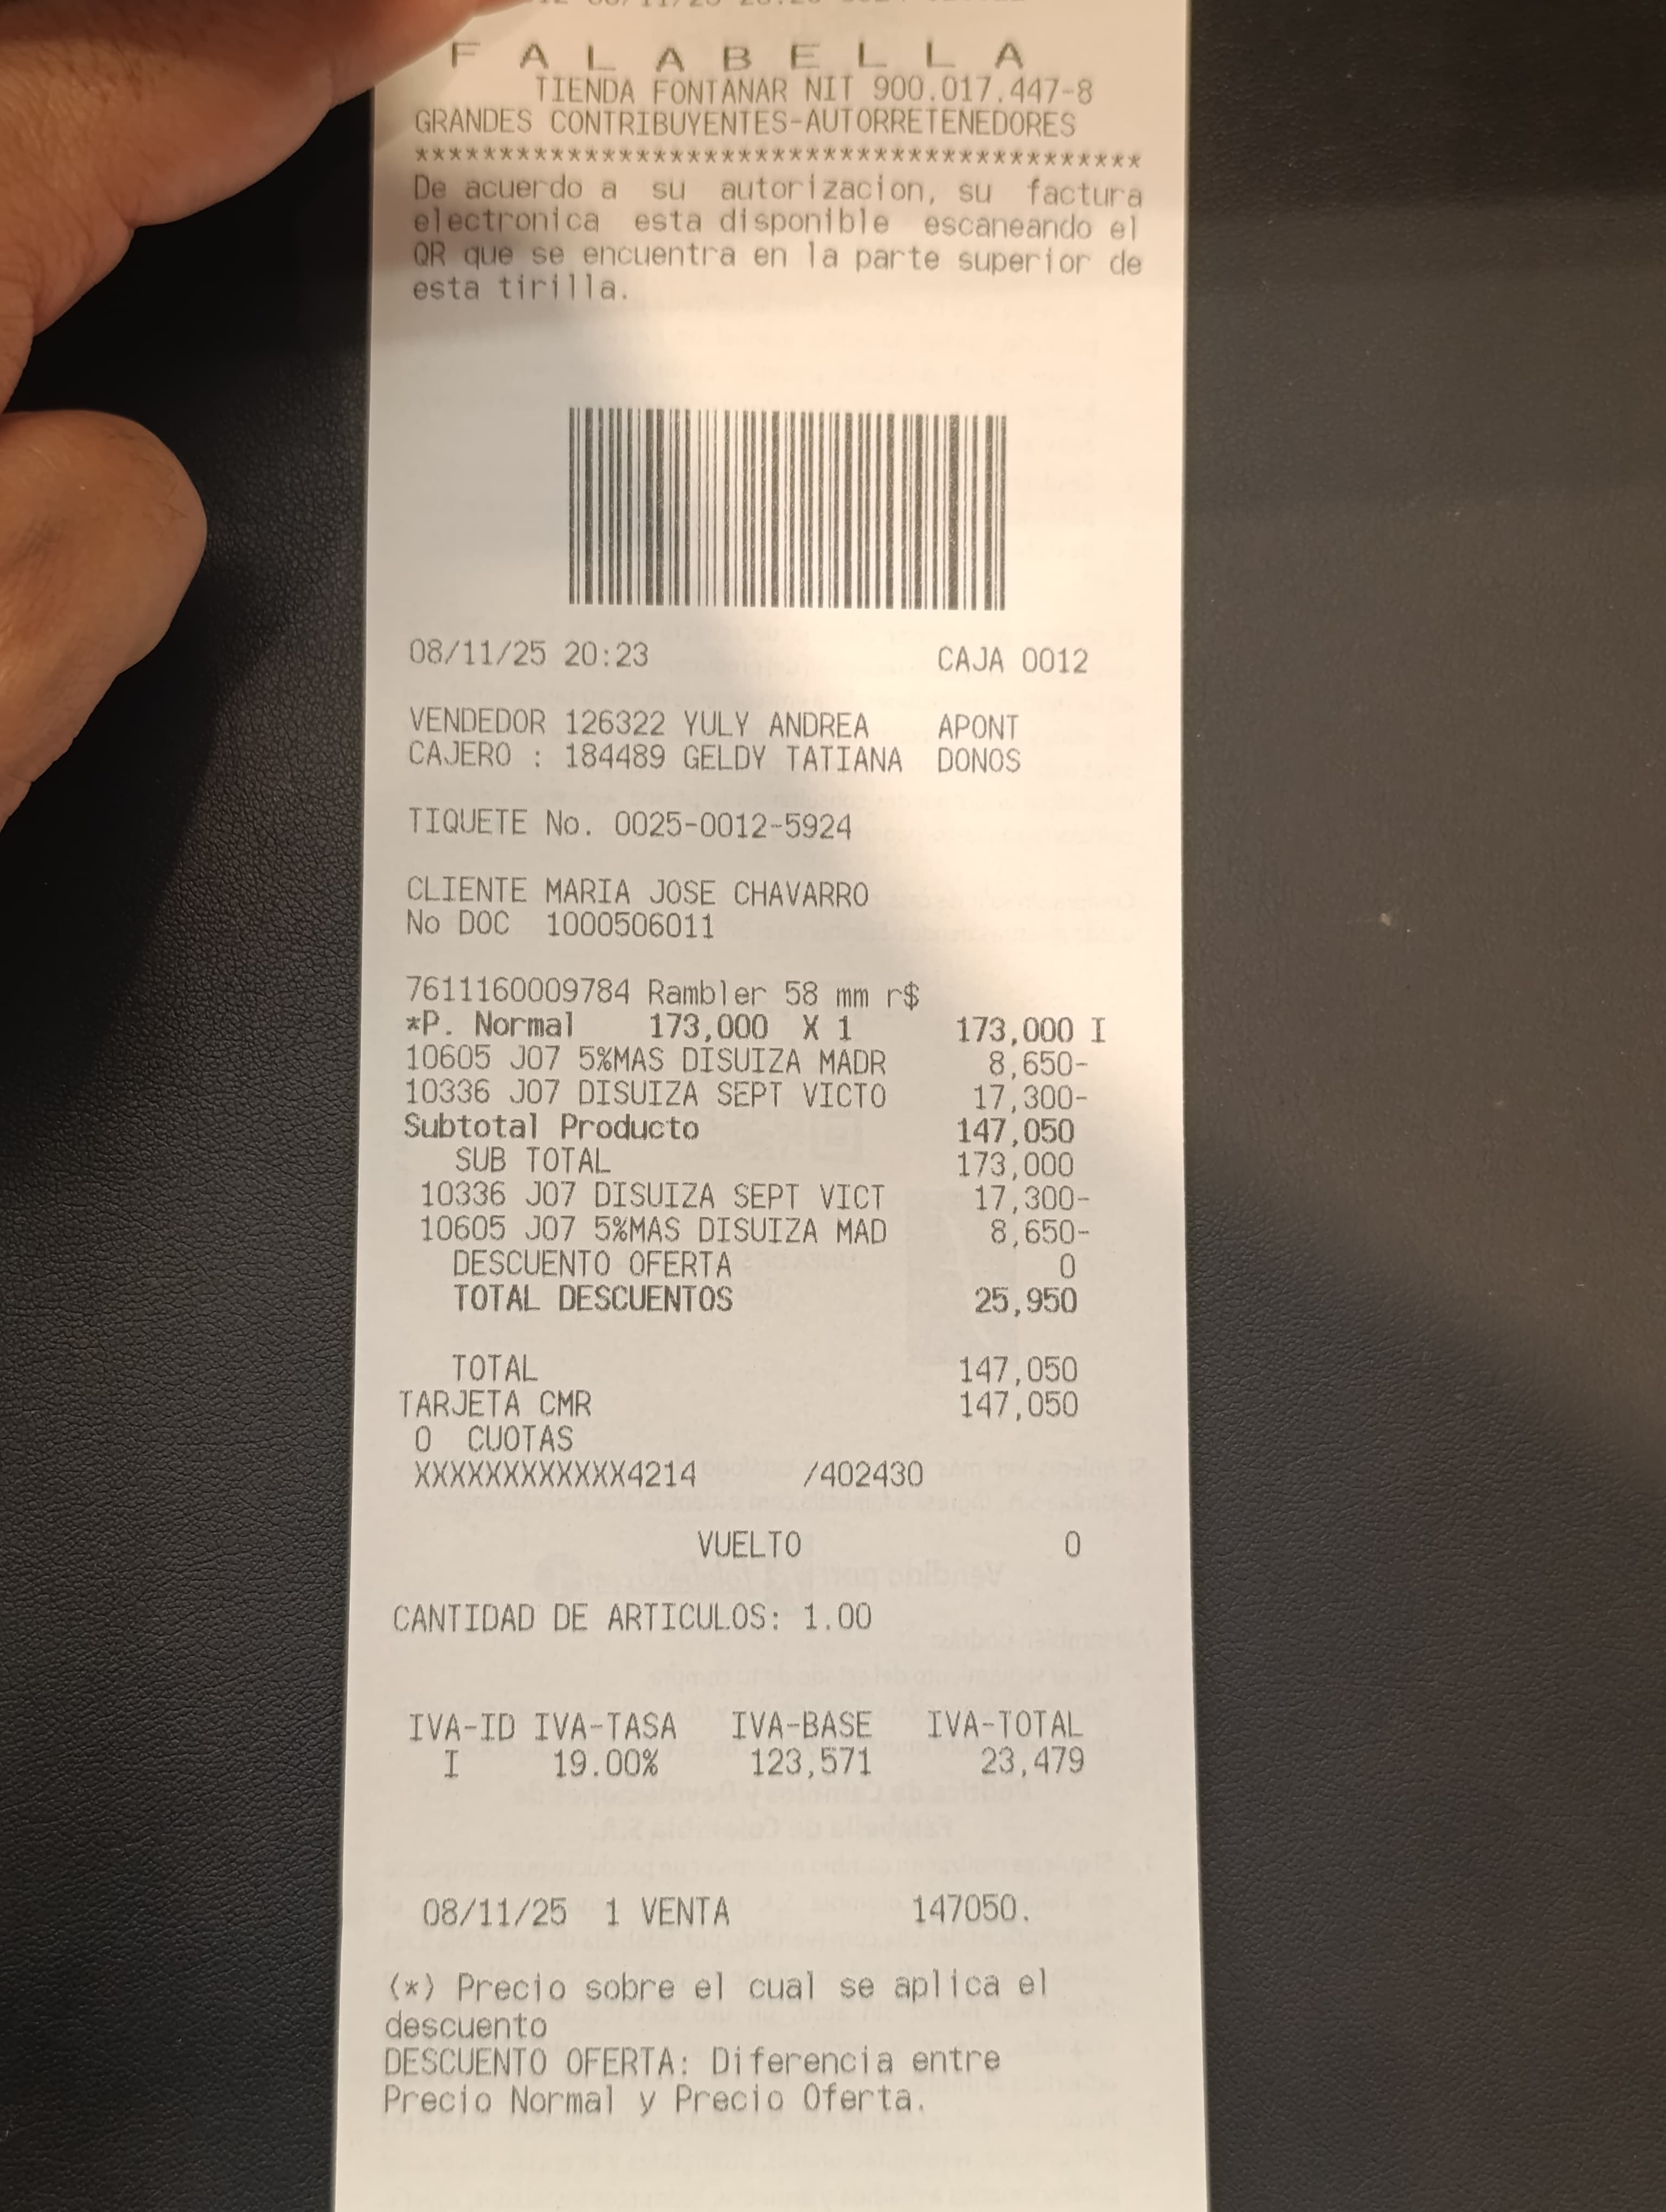 F A L A B E L L A
TIENDA FONTANAR NIT 900.017.447-8
GRANDES CONTRIBUYENTES-AUTORRETENEDORES
******************************************
De acuerdo a su autorizacion, su factura
electronica esta disponible escaneando el
QR que se encuentra en la parte superior de
esta tirilla.
08/11/25 20:23 CAJA 0012
VENDEDOR 126322 YULY ANDREA APONT
CAJERO : 184489 GELDY TATIANA DONOS
TIQUETE No. 0025-0012-5924
CLIENTE MARIA JOSE CHAVARRO
No DOC 1000506011
7611160009784 Rambler 58 mm r$
*P. Normal 173,000 X 1 173,000 I
10605 J07 5%MAS DISUIZA MADR 8,650-
10336 J07 DISUIZA SEPT VICTO 17,300-
Subtotal Producto 147,050
SUB TOTAL 173,000
10336 J07 DISUIZA SEPT VICT 17,300-
10605 J07 5%MAS DISUIZA MAD 8,650-
DESCUENTO OFERTA 0
TOTAL DESCUENTOS 25,950
TOTAL 147,050
TARJETA CMR 147,050
0 CUOTAS
XXXXXXXXXXXX4214 /402430
VUELTO 0
CANTIDAD DE ARTICULOS: 1.00
IVA-ID IVA-TASA IVA-BASE IVA-TOTAL
I 19.00% 123,571 23,479
08/11/25 1 VENTA 147050.
(*) Precio sobre el cual se aplica el
descuento
DESCUENTO OFERTA: Diferencia entre
Precio Normal y Precio Oferta.